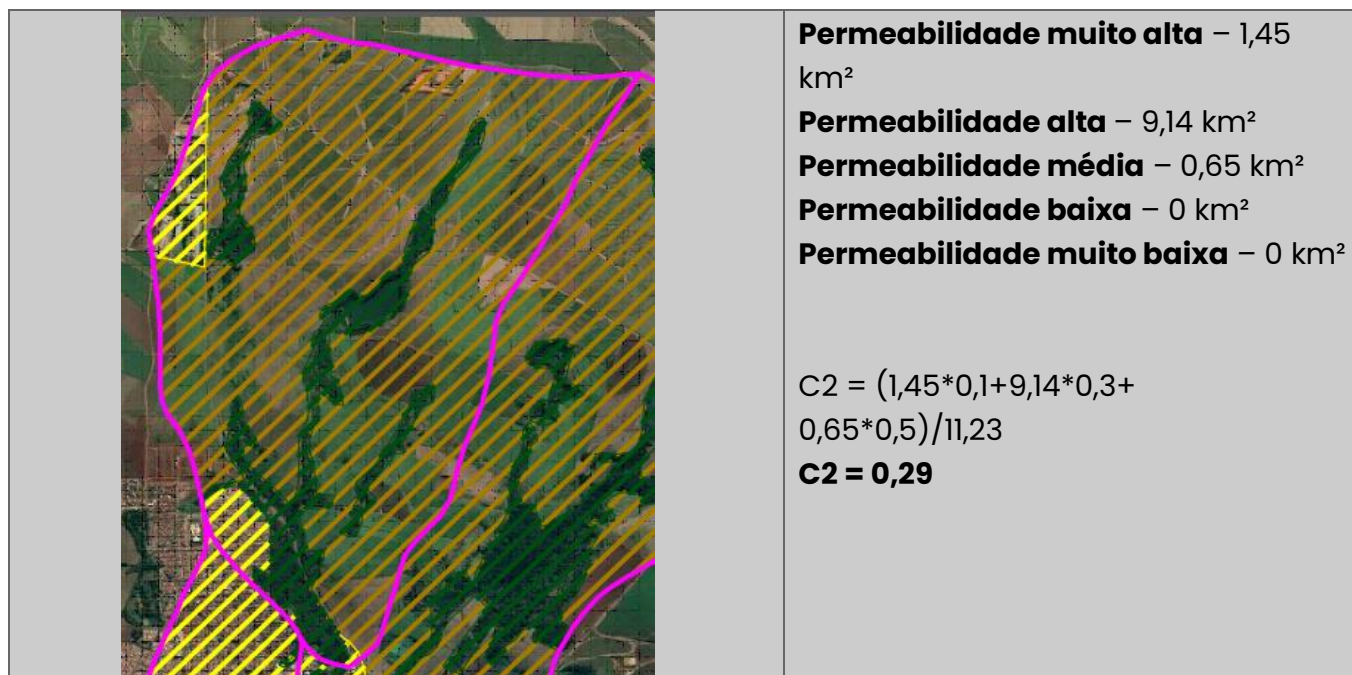 Permeabilidade muito alta – 1,45
km²
Permeabilidade alta – 9,14 km²
Permeabilidade média – 0,65 km²
Permeabilidade baixa – 0 km²
Permeabilidade muito baixa – 0 km²
C2 = (1,45*0,1+9,14*0,3+
0,65*0,5)/11,23
C2 = 0,29